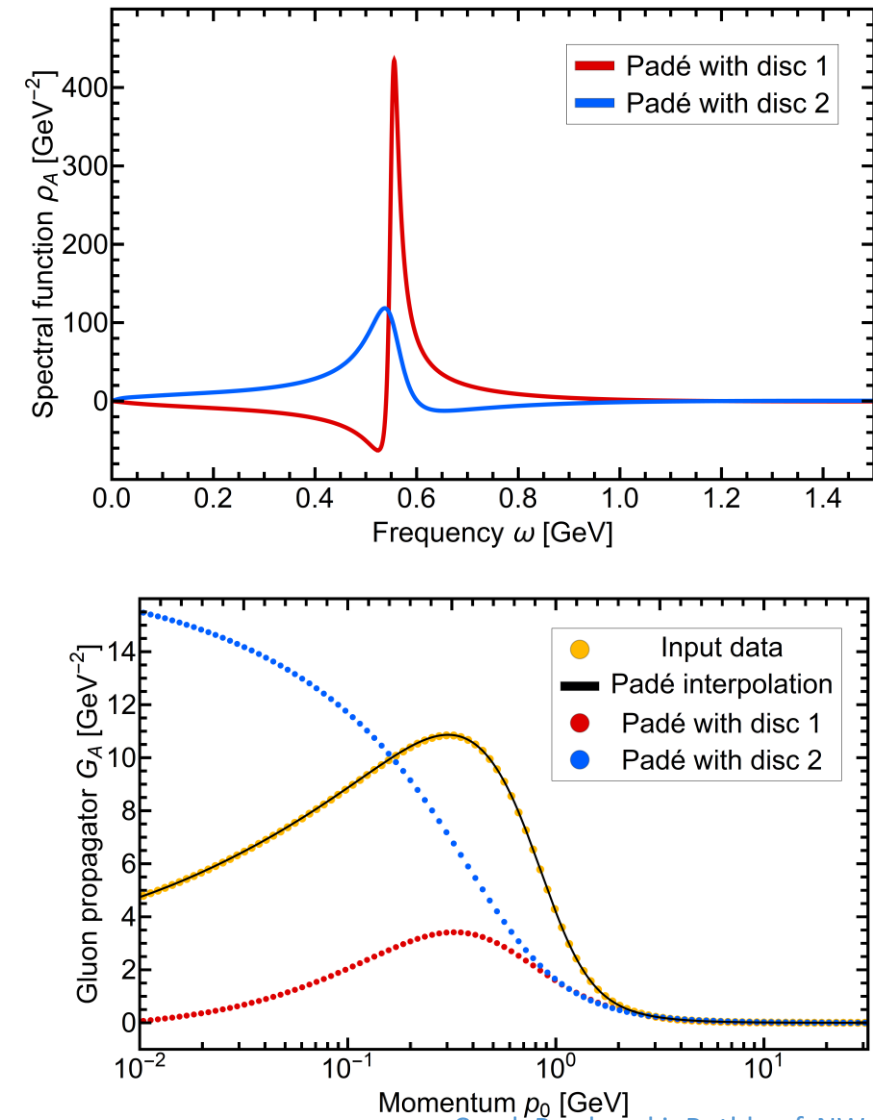 Padé with disc 1
Padé with disc 2
Spectral function ρ_A [GeV⁻²]
400
300
200
100
0
0.0 0.2 0.4 0.6 0.8 1.0 1.2 1.4
Frequency ω [GeV]
Input data
Padé interpolation
Padé with disc 1
Padé with disc 2
Gluon propagator G_A [GeV⁻²]
14
12
10
8
6
4
2
0
10⁻² 10⁻¹ 10⁰ 10¹
Momentum p₀ [GeV]